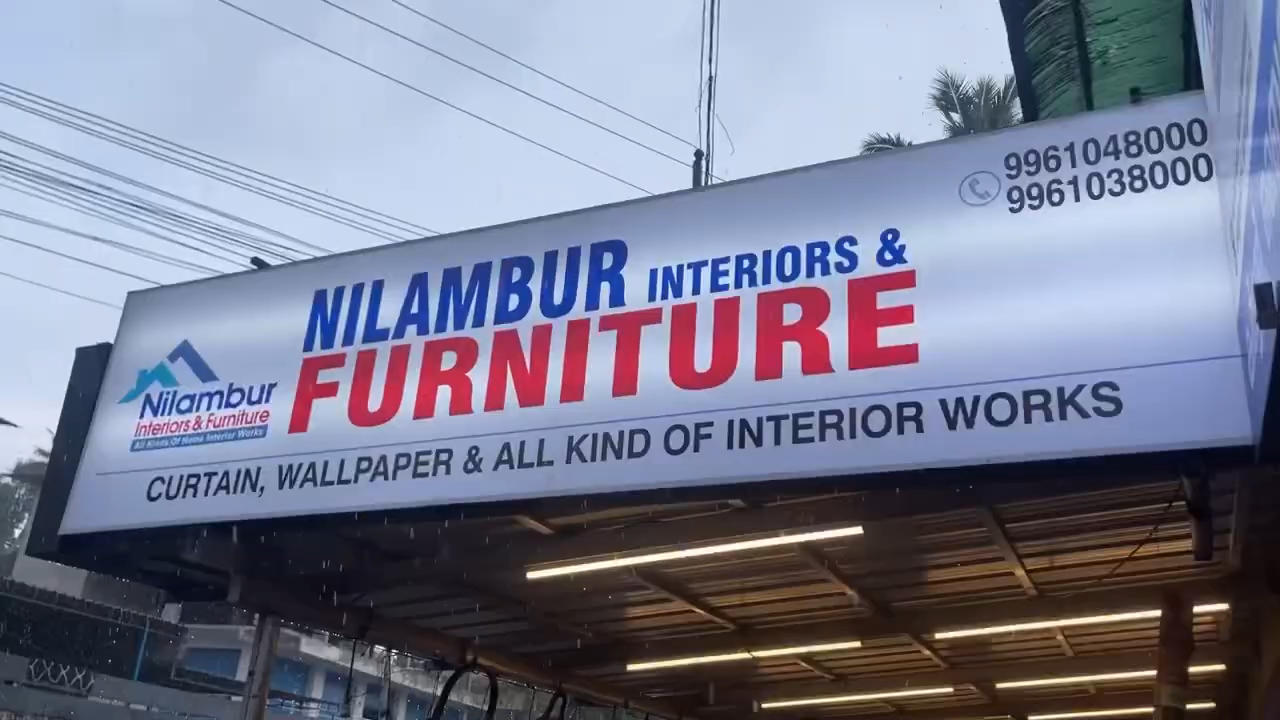 9961048000
9961038000
NILAMBUR INTERIORS &
FURNITURE
Nilambur
Interiors & Furniture
All Kinds Of Home Interior Works
CURTAIN, WALLPAPER & ALL KIND OF INTERIOR WORKS